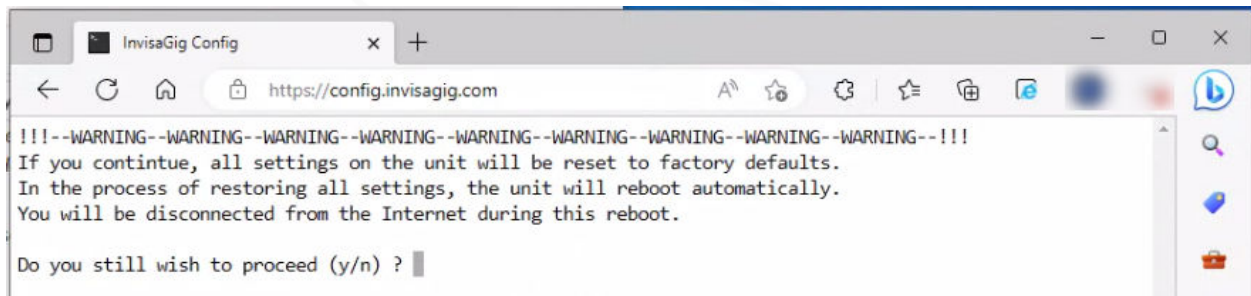 InvisaGig Config
https://config.invisagig.com
!!!--WARNING--WARNING--WARNING--WARNING--WARNING--WARNING--WARNING--WARNING--WARNING--!!!
If you contintue, all settings on the unit will be reset to factory defaults.
In the process of restoring all settings, the unit will reboot automatically.
You will be disconnected from the Internet during this reboot.
Do you still wish to proceed (y/n) ?